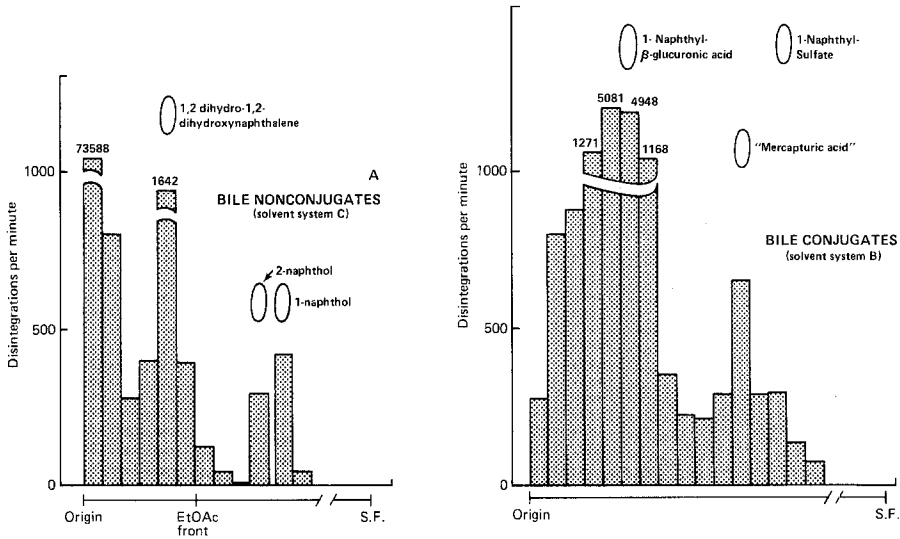 1,2 dihydro-1,2-
dihydroxynaphthalene
73588
1642
A
1000
BILE NONCONJUGATES
(solvent system C)
2-naphthol
1-naphthol
500
0
Disintegrations per minute
Origin
EtOAc
front
S.F.
1- Naphthyl-
β-glucuronic acid
1-Naphthyl-
Sulfate
5081
4948
1271
1168
"Mercapturic acid"
1000
BILE CONJUGATES
(solvent system B)
500
0
Disintegrations per minute
Origin
S.F.